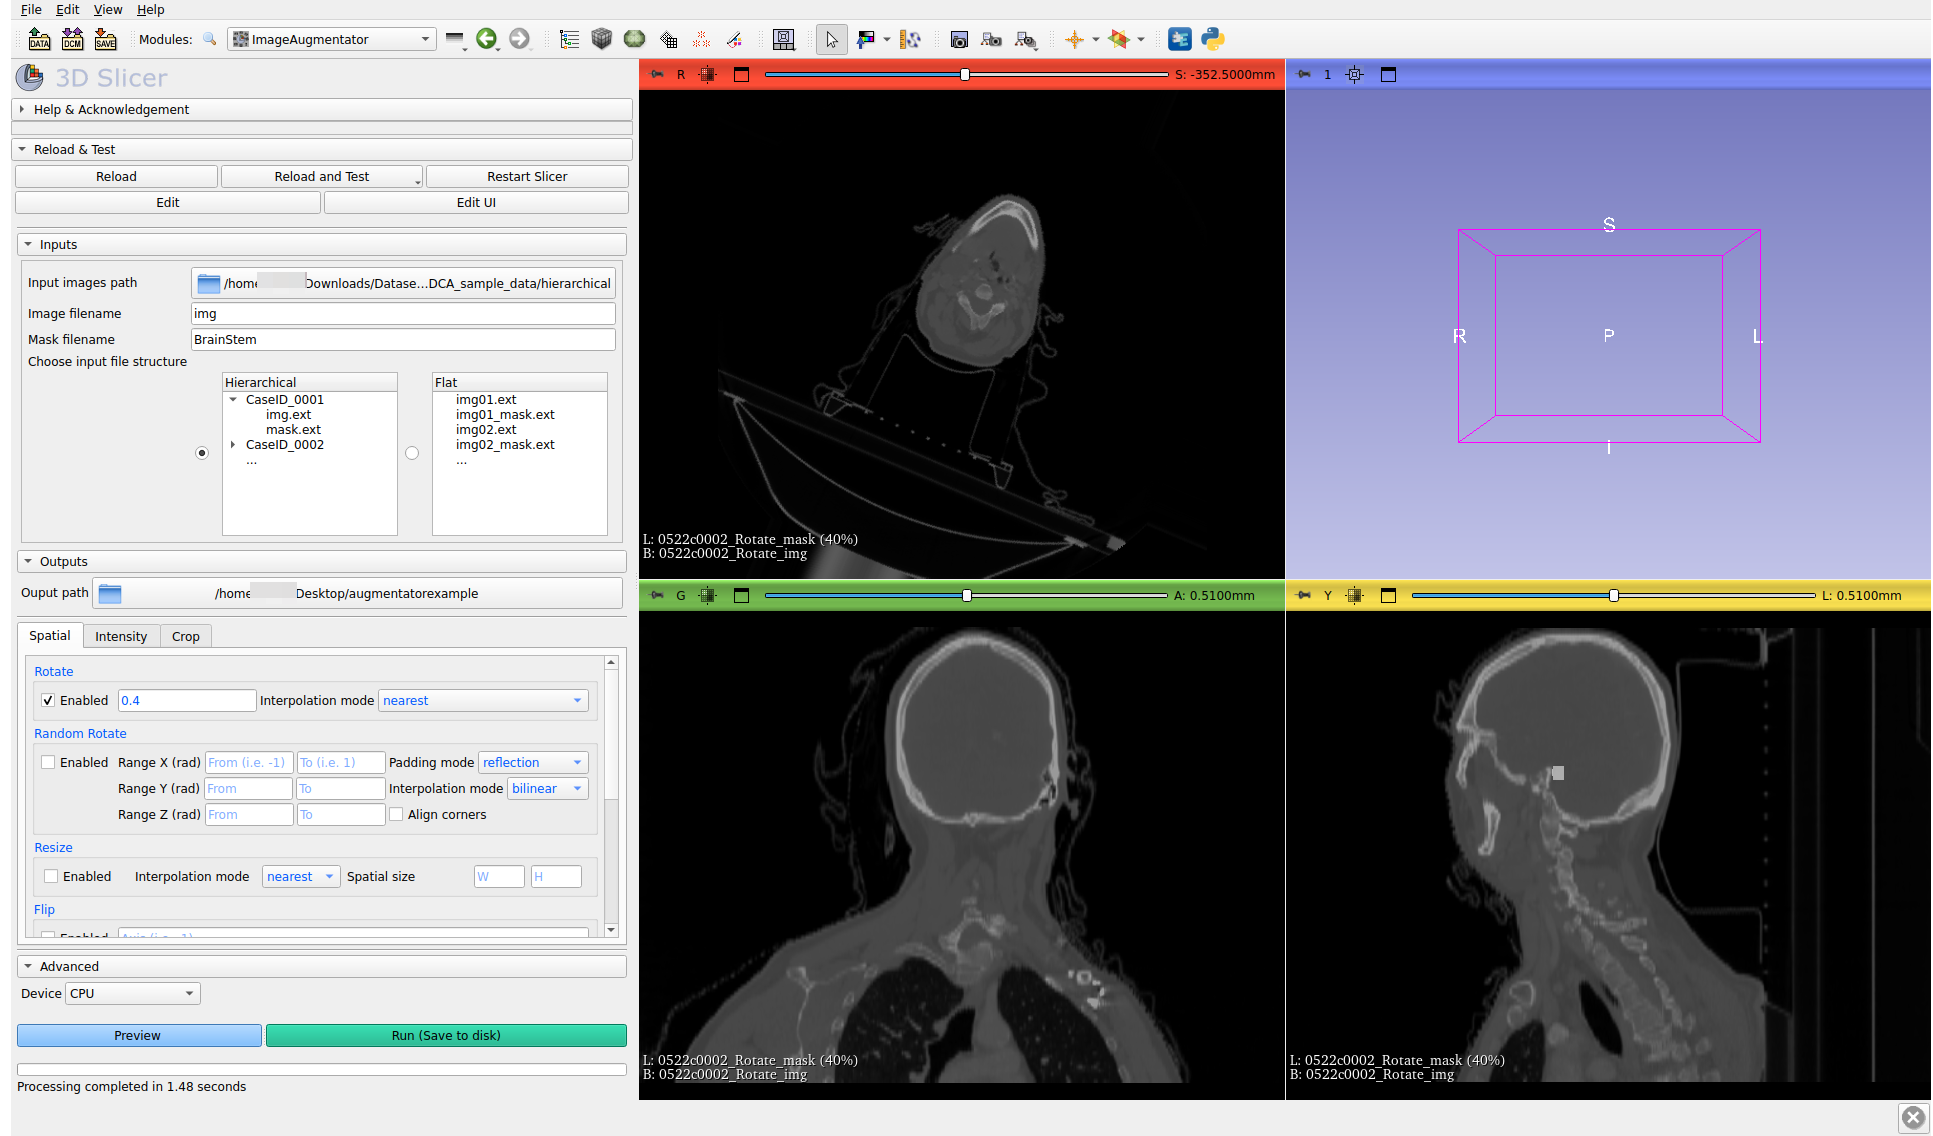 File Edit View Help
DATA DCM SAVE Modules: ImageAugmentator
3D Slicer
Help & Acknowledgement
Reload & Test
Reload Reload and Test Restart Slicer
Edit Edit UI
Inputs
Input images path /home Downloads/Datase...DCA_sample_data/hierarchical
Image filename img
Mask filename BrainStem
Choose input file structure
Hierarchical
CaseID_0001
img.ext
mask.ext
CaseID_0002
...
Flat
img01.ext
img01_mask.ext
img02.ext
img02_mask.ext
...
Outputs
Ouput path /home Desktop/augmentatorexample
Spatial Intensity Crop
Rotate
Enabled 0.4 Interpolation mode nearest
Random Rotate
Enabled Range X (rad) From (i.e. -1) To (i.e. 1) Padding mode reflection
Range Y (rad) From To Interpolation mode bilinear
Range Z (rad) From To Align corners
Resize
Enabled Interpolation mode nearest Spatial size W H
Flip
Enabled Axis (i.e. 1)
Advanced
Device CPU
Preview Run (Save to disk)
Processing completed in 1.48 seconds
R S: -352.5000mm
L: 0522c0002_Rotate_mask (40%)
B: 0522c0002_Rotate_img
1
S
R P L
i
G A: 0.5100mm
L: 0522c0002_Rotate_mask (40%)
B: 0522c0002_Rotate_img
Y L: 0.5100mm
L: 0522c0002_Rotate_mask (40%)
B: 0522c0002_Rotate_img